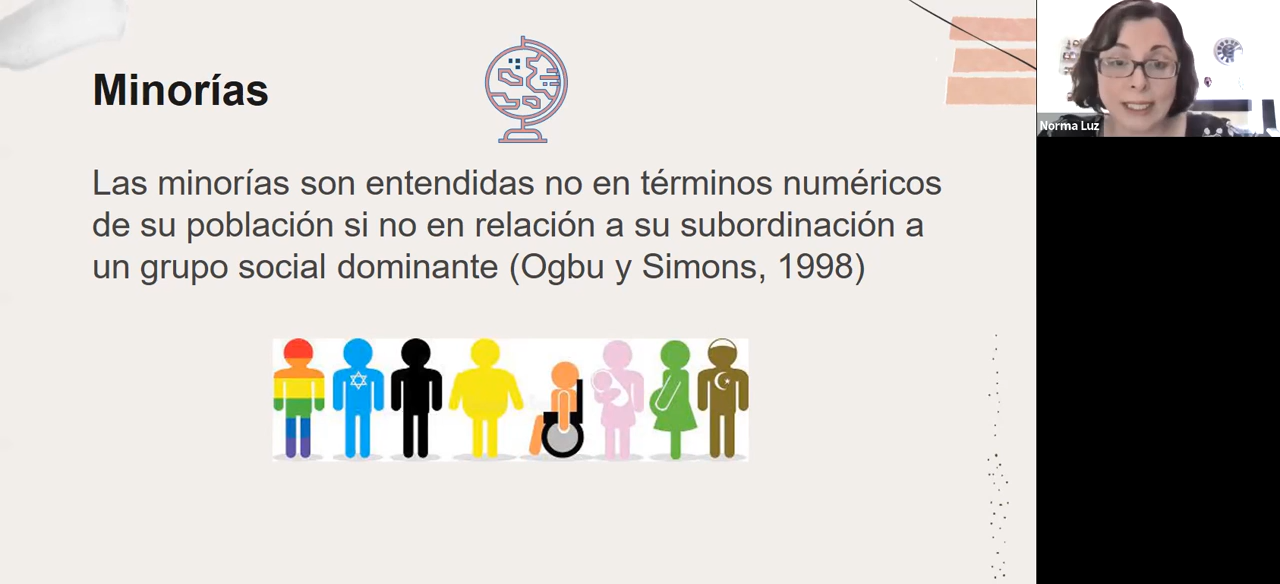 Minorías
Las minorías son entendidas no en términos numéricos
de su población si no en relación a su subordinación a
un grupo social dominante (Ogbu y Simons, 1998)
Norma Luz